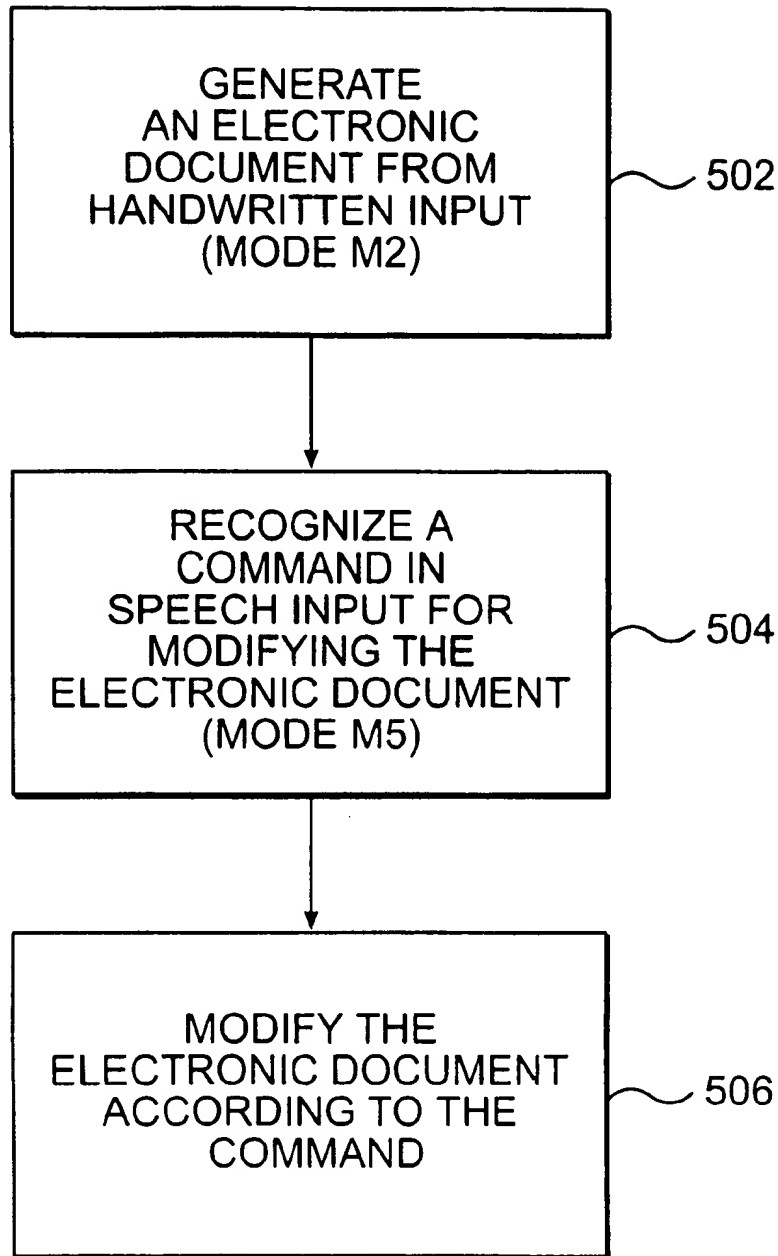 GENERATE
AN ELECTRONIC
DOCUMENT FROM
HANDWRITTEN INPUT
(MODE M2)
502
RECOGNIZE A
COMMAND IN
SPEECH INPUT FOR
MODIFYING THE
ELECTRONIC DOCUMENT
(MODE M5)
504
MODIFY THE
ELECTRONIC DOCUMENT
ACCORDING TO THE
COMMAND
506